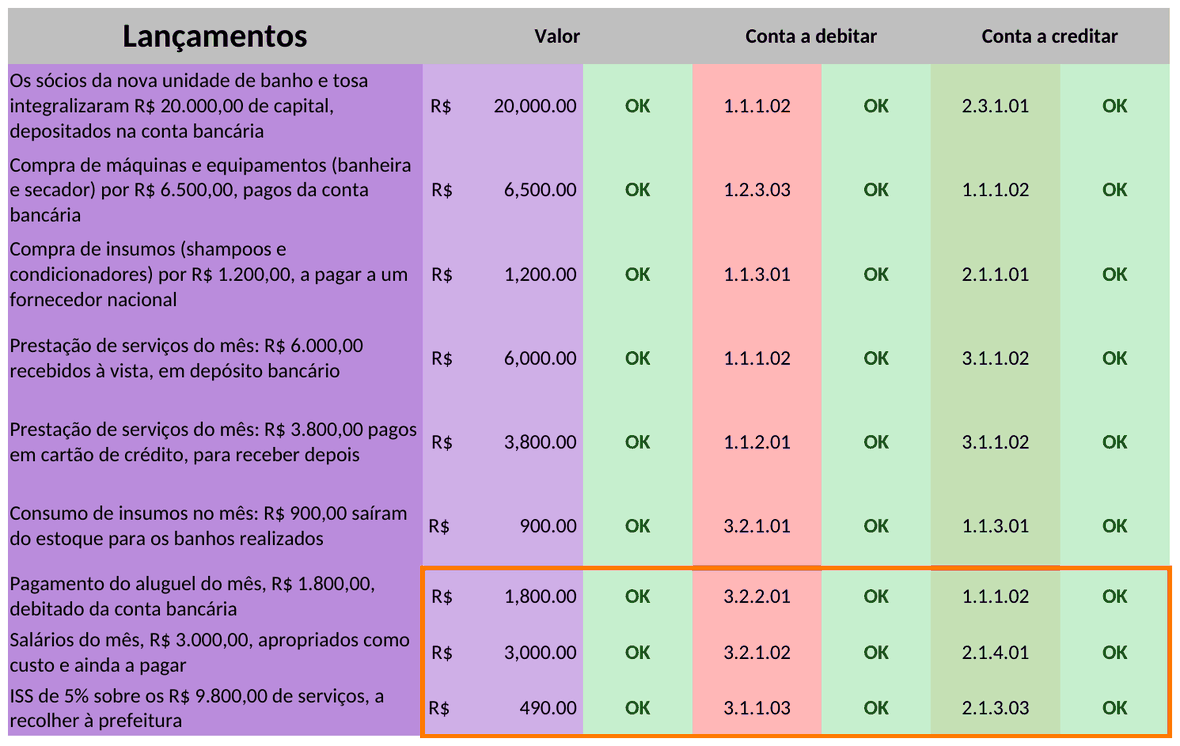 Lançamentos Valor Conta a debitar Conta a creditar
Os sócios da nova unidade de banho e tosa
integralizaram R$ 20.000,00 de capital,
depositados na conta bancária
R$ 20,000.00 OK 1.1.1.02 OK 2.3.1.01 OK
Compra de máquinas e equipamentos (banheira
e secador) por R$ 6.500,00, pagos da conta
bancária
R$ 6,500.00 OK 1.2.3.03 OK 1.1.1.02 OK
Compra de insumos (shampoos e
condicionadores) por R$ 1.200,00, a pagar a um
fornecedor nacional
R$ 1,200.00 OK 1.1.3.01 OK 2.1.1.01 OK
Prestação de serviços do mês: R$ 6.000,00
recebidos à vista, em depósito bancário
R$ 6,000.00 OK 1.1.1.02 OK 3.1.1.02 OK
Prestação de serviços do mês: R$ 3.800,00 pagos
em cartão de crédito, para receber depois
R$ 3,800.00 OK 1.1.2.01 OK 3.1.1.02 OK
Consumo de insumos no mês: R$ 900,00 saíram
do estoque para os banhos realizados
R$ 900.00 OK 3.2.1.01 OK 1.1.3.01 OK
Pagamento do aluguel do mês, R$ 1.800,00,
debitado da conta bancária
R$ 1,800.00 OK 3.2.2.01 OK 1.1.1.02 OK
Salários do mês, R$ 3.000,00, apropriados como
custo e ainda a pagar
R$ 3,000.00 OK 3.2.1.02 OK 2.1.4.01 OK
ISS de 5% sobre os R$ 9.800,00 de serviços, a
recolher à prefeitura
R$ 490.00 OK 3.1.1.03 OK 2.1.3.03 OK